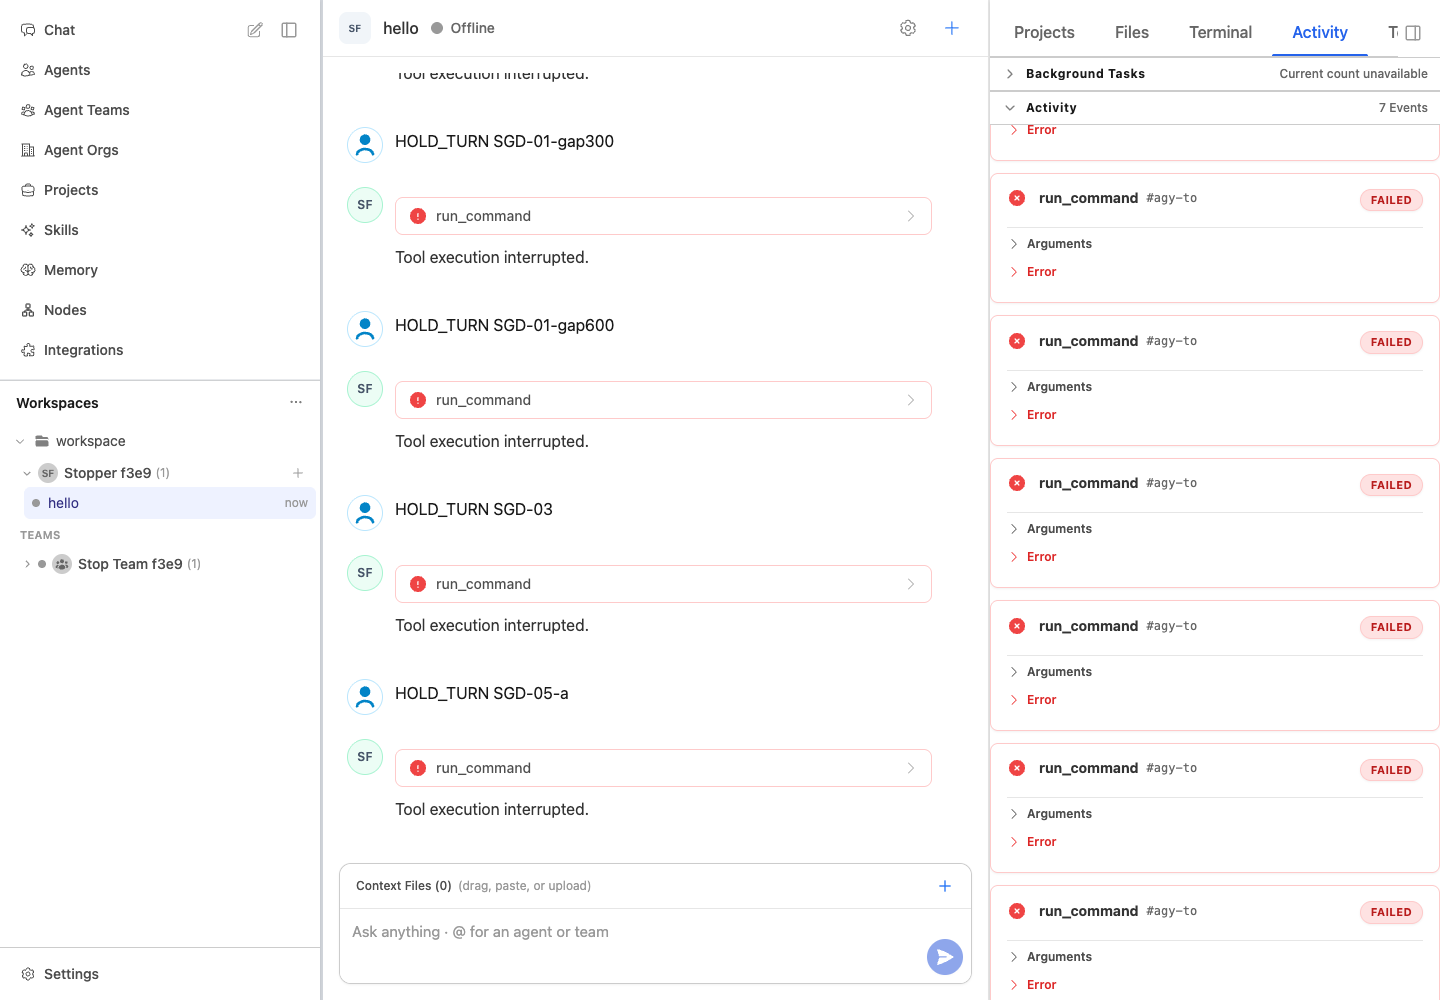 Chat
Agents
Agent Teams
Agent Orgs
Projects
Skills
Memory
Nodes
Integrations
Workspaces
workspace
SF Stopper f3e9 (1)
hello now
TEAMS
Stop Team f3e9 (1)
Settings
SF hello Offline
Tool execution interrupted.
HOLD_TURN SGD-01-gap300
SF
run_command
Tool execution interrupted.
HOLD_TURN SGD-01-gap600
SF
run_command
Tool execution interrupted.
HOLD_TURN SGD-03
SF
run_command
Tool execution interrupted.
HOLD_TURN SGD-05-a
SF
run_command
Tool execution interrupted.
Context Files (0) (drag, paste, or upload)
Ask anything · @ for an agent or team
Projects Files Terminal Activity
Background Tasks Current count unavailable
Activity 7 Events
Error
run_command #agy-to FAILED
Arguments
Error
run_command #agy-to FAILED
Arguments
Error
run_command #agy-to FAILED
Arguments
Error
run_command #agy-to FAILED
Arguments
Error
run_command #agy-to FAILED
Arguments
Error
run_command #agy-to FAILED
Arguments
Error